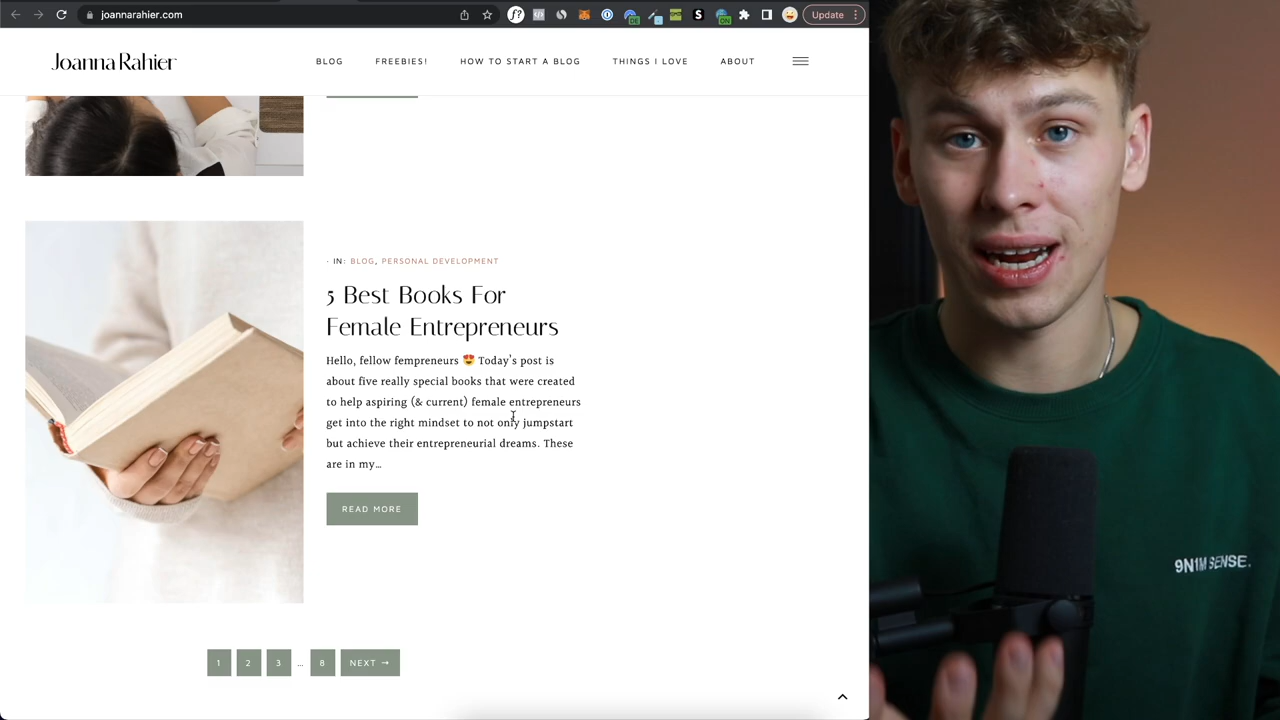 joannarahier.com
Update
Joanna Rahier
BLOG
FREEBIES!
HOW TO START A BLOG
THINGS I LOVE
ABOUT
· IN: BLOG, PERSONAL DEVELOPMENT
5 Best Books For
Female Entrepreneurs
Hello, fellow fempreneurs 😍 Today's post is
about five really special books that were created
to help aspiring (& current) female entrepreneurs
get into the right mindset to not only jumpstart
but achieve their entrepreneurial dreams. These
are in my…
READ MORE
1 2 3 … 8 NEXT →
9N1M SENSE.